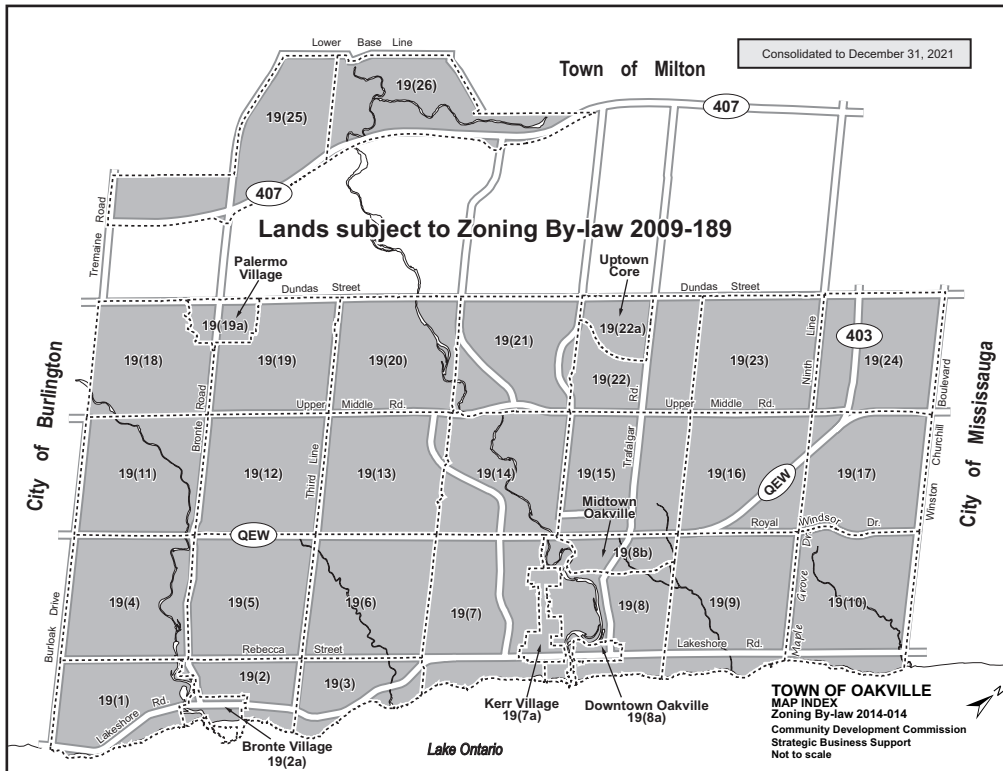 Lower Base Line
Consolidated to December 31, 2021
Town of Milton
407
19(26)
19(25)
407
Tremaine Road
Lands subject to Zoning By-law 2009-189
Palermo
Village
Uptown
Core
Dundas Street
Dundas Street
19(19a)
19(22a)
19(21)
Ninth Line
403
19(18)
19(19)
19(20)
19(23)
19(24)
19(22)
City of Burlington
Bronte Road
Upper Middle Rd.
Trafalgar Rd.
Upper Middle Rd.
Winston Churchill Boulevard
City of Mississauga
19(11)
19(12)
Third Line
19(13)
19(14)
19(15)
19(16)
19(17)
QEW
Midtown
Oakville
Royal Windsor Dr.
QEW
19(8b)
Burloak Drive
19(4)
19(5)
19(6)
19(7)
19(8)
19(9)
Maple Grove Dr.
19(10)
Rebecca Street
Lakeshore Rd.
19(1)
19(2)
19(3)
Lakeshore Rd.
Kerr Village
19(7a)
Downtown Oakville
19(8a)
Bronte Village
19(2a)
Lake Ontario
TOWN OF OAKVILLE
MAP INDEX
Zoning By-law 2014-014
Community Development Commission
Strategic Business Support
Not to scale
N